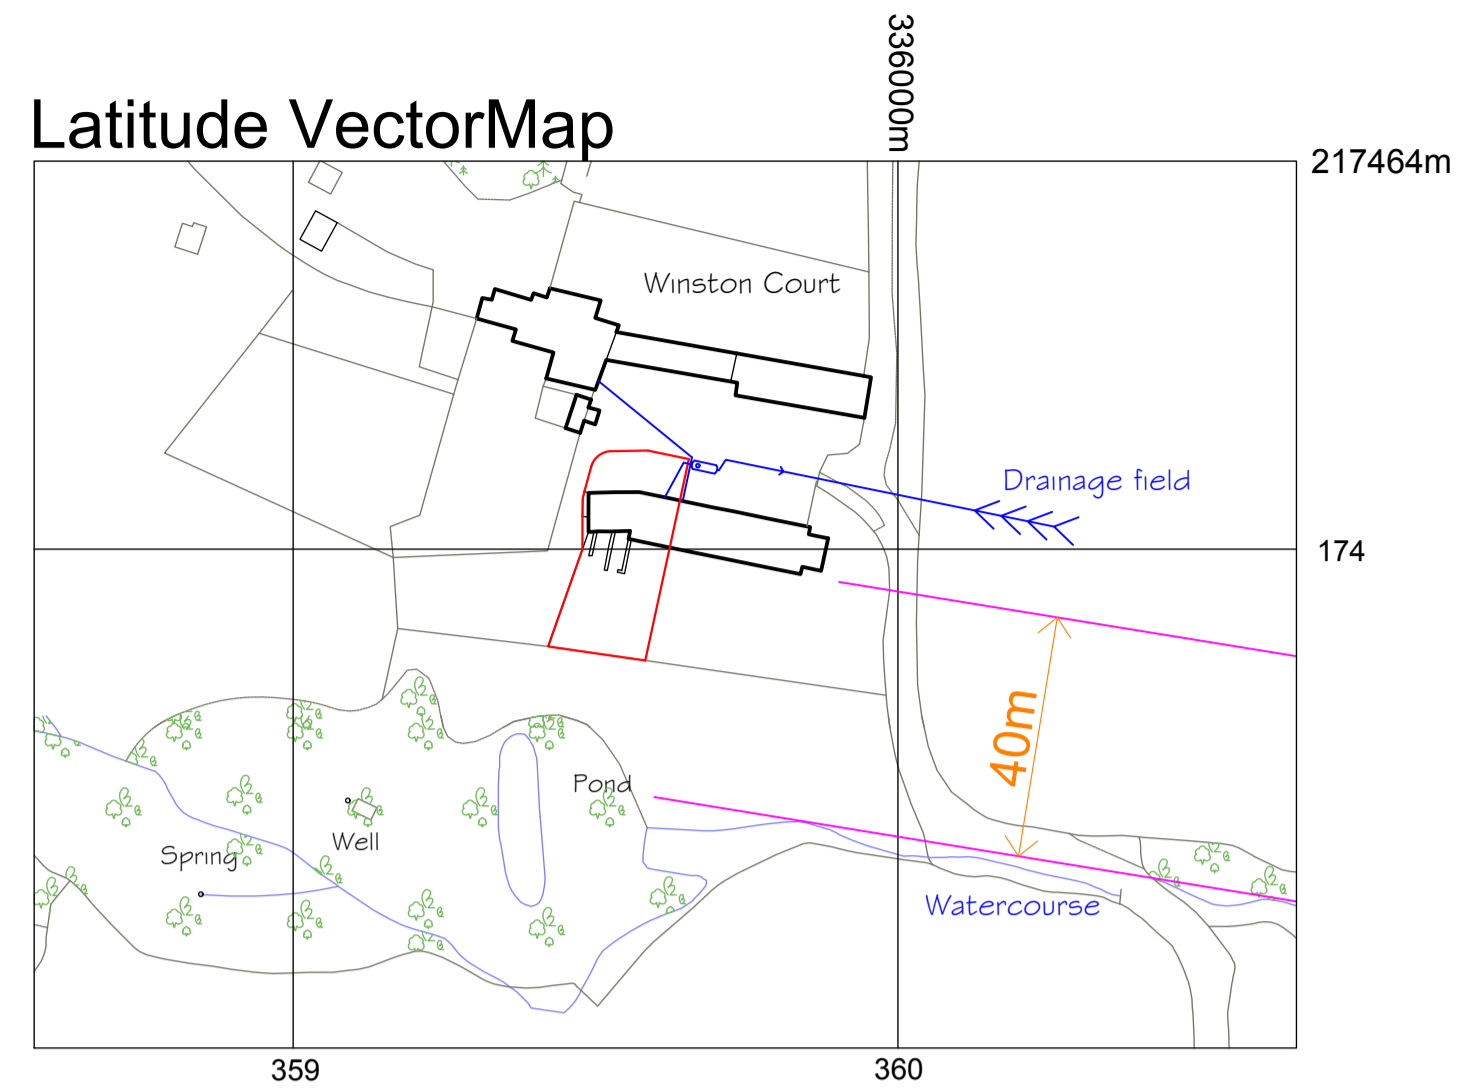 336000m
Latitude VectorMap
217464m
Winston Court
Drainage field
174
40m
Pond
Well
Spring
Watercourse
359
360